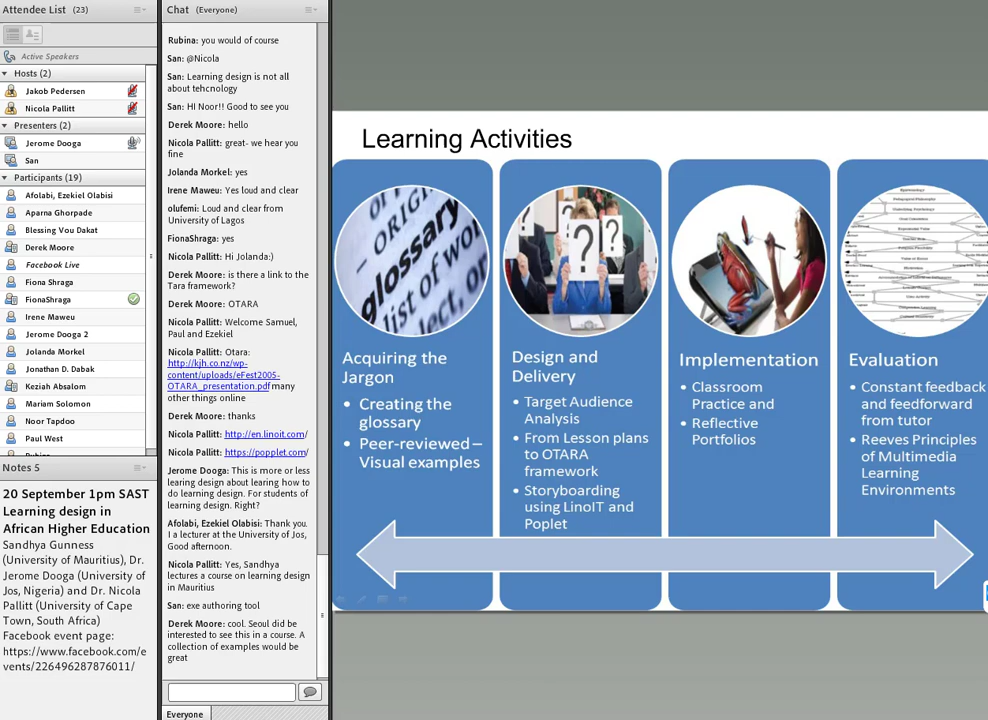 Attendee List (23)
Active Speakers
Hosts (2)
Jakob Pedersen
Nicola Pallitt
Presenters (2)
Jerome Dooga
San
Participants (19)
Afolabi, Ezekiel Olabisi
Aparna Ghorpade
Blessing You Dakat
Derek Moore
Facebook Live
Fiona Shraga
FionaShraga
Irene Maweu
Jerome Dooga 2
Jolanda Morkel
Jonathan D. Dabak
Keziah Absalom
Mariam Solomon
Noor Tapdoo
Paul West
Notes 5
20 September 1pm SAST
Learning design in
African Higher Education
Sandhya Gunness
(University of Mauritius), Dr.
Jerome Dooga (University of
Jos, Nigeria) and Dr. Nicola
Pallitt (University of Cape
Town, South Africa)
Facebook event page:
https://www.facebook.com/e
vents/226496287876011/
Chat (Everyone)
Rubina: you would of course
San: @Nicola
San: Learning design is not all
about tehcnology
San: HI Noor!! Good to see you
Derek Moore: hello
Nicola Pallitt: great- we hear you
fine
Jolanda Morkel: yes
Irene Maweu: Yes loud and clear
olufemi: Loud and clear from
University of Lagos
FionaShraga: yes
Nicola Pallitt: Hi Jolanda:)
Derek Moore: is there a link to the
Tara framework?
Derek Moore: OTARA
Nicola Pallitt: Welcome Samuel,
Paul and Ezekiel
Nicola Pallitt: Otara:
http://kjh.co.nz/wp-
content/uploads/eFest2005-
OTARA_presentation.pdf many
other things online
Derek Moore: thanks
Nicola Pallitt: http://en.linoit.com/
Nicola Pallitt: https://popplet.com/
Jerome Dooga: This is more or less
learing design about learing how to
do learning design. For students of
learning design. Right?
Afolabi, Ezekiel Olabisi: Thank you.
I a lecturer at the University of Jos,
Good afternoon.
Nicola Pallitt: Yes, Sandhya
lectures a course on learning design
in Mauritius
San: exe authoring tool
Derek Moore: cool. Seoul did be
interested to see this in a course. A
collection of examples would be
great
Everyone
Learning Activities
glossary
Acquiring the
Jargon
• Creating the
glossary
• Peer-reviewed –
Visual examples
Design and
Delivery
• Target Audience
Analysis
• From Lesson plans
to OTARA
framework
• Storyboarding
using LinoIT and
Poplet
Implementation
• Classroom
Practice and
• Reflective
Portfolios
Evaluation
• Constant feedback
and feedforward
from tutor
• Reeves Principles
of Multimedia
Learning
Environments